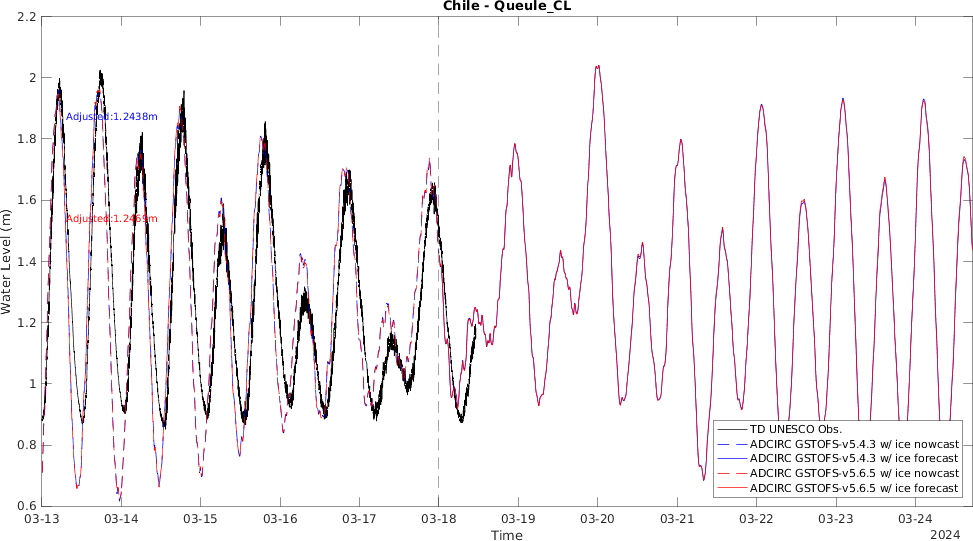 Chile - Queule_CL
2.2
2
1.8
1.6
1.4
1.2
1
0.8
0.6
Water Level (m)
Adjusted:1.2438m
Adjusted:1.2469m
TD UNESCO Obs.
ADCIRC GSTOFS-v5.4.3 w/ ice nowcast
ADCIRC GSTOFS-v5.4.3 w/ ice forecast
ADCIRC GSTOFS-v5.6.5 w/ ice nowcast
ADCIRC GSTOFS-v5.6.5 w/ ice forecast
03-13 03-14 03-15 03-16 03-17 03-18 03-19 03-20 03-21 03-22 03-23 03-24
Time
2024